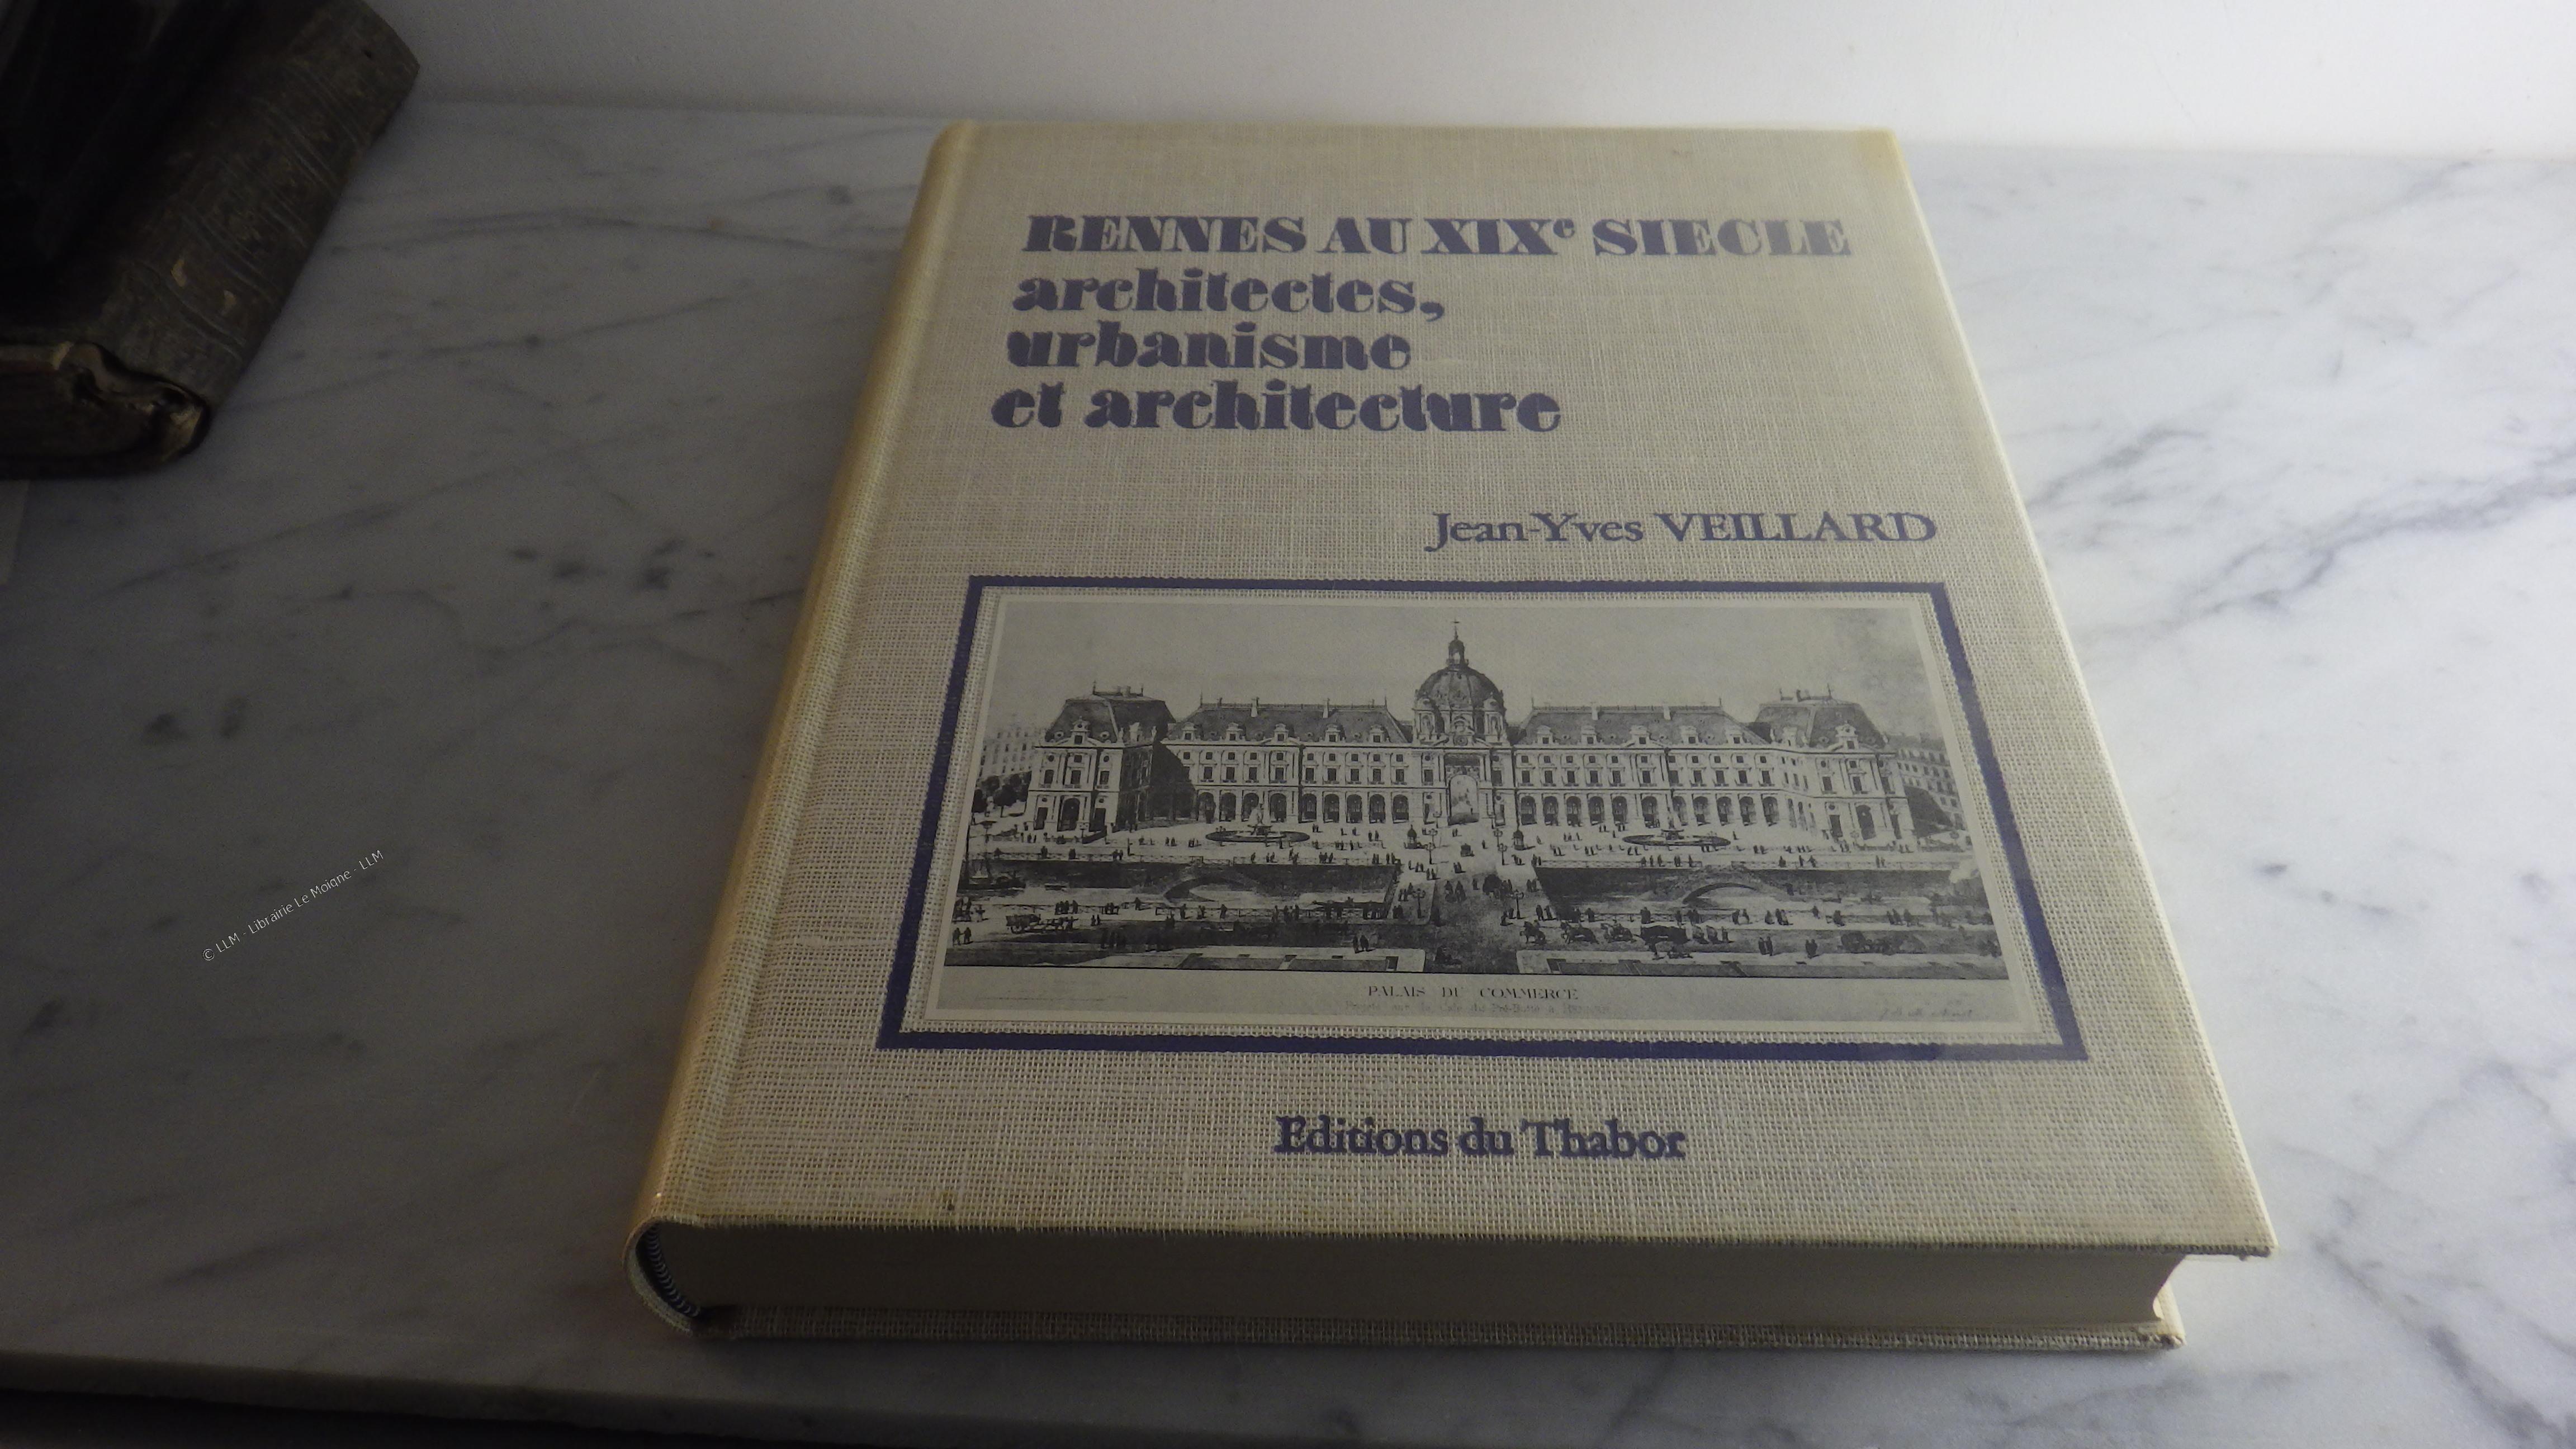 RENNES AU XIXe SIECLE
architectes,
urbanisme
et architecture
Jean-Yves VEILLARD
PALAIS DU COMMERCE
Editions du Thabor
© LLM - Librairie Le Moigne - LLM